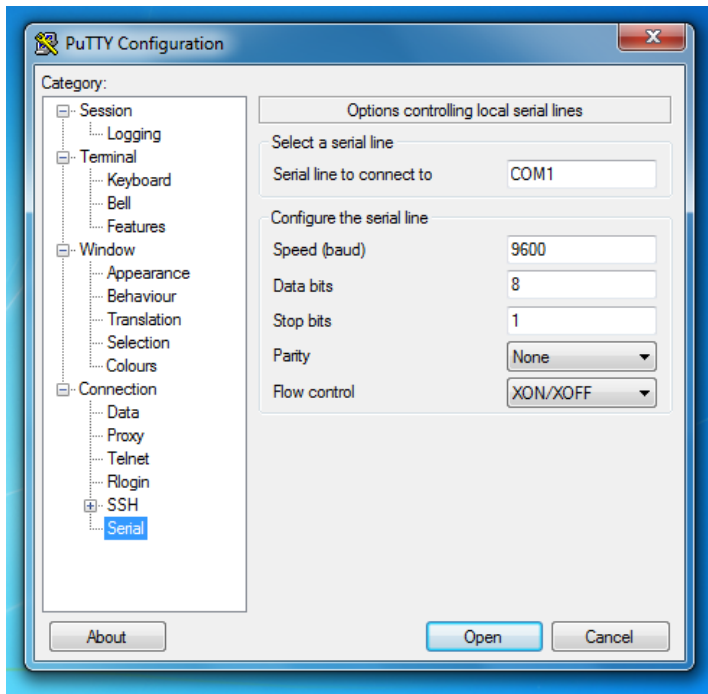 PuTTY Configuration
Category:
Session
Logging
Terminal
Keyboard
Bell
Features
Window
Appearance
Behaviour
Translation
Selection
Colours
Connection
Data
Proxy
Telnet
Rlogin
SSH
Serial
Options controlling local serial lines
Select a serial line
Serial line to connect to COM1
Configure the serial line
Speed (baud) 9600
Data bits 8
Stop bits 1
Parity None
Flow control XON/XOFF
About Open Cancel